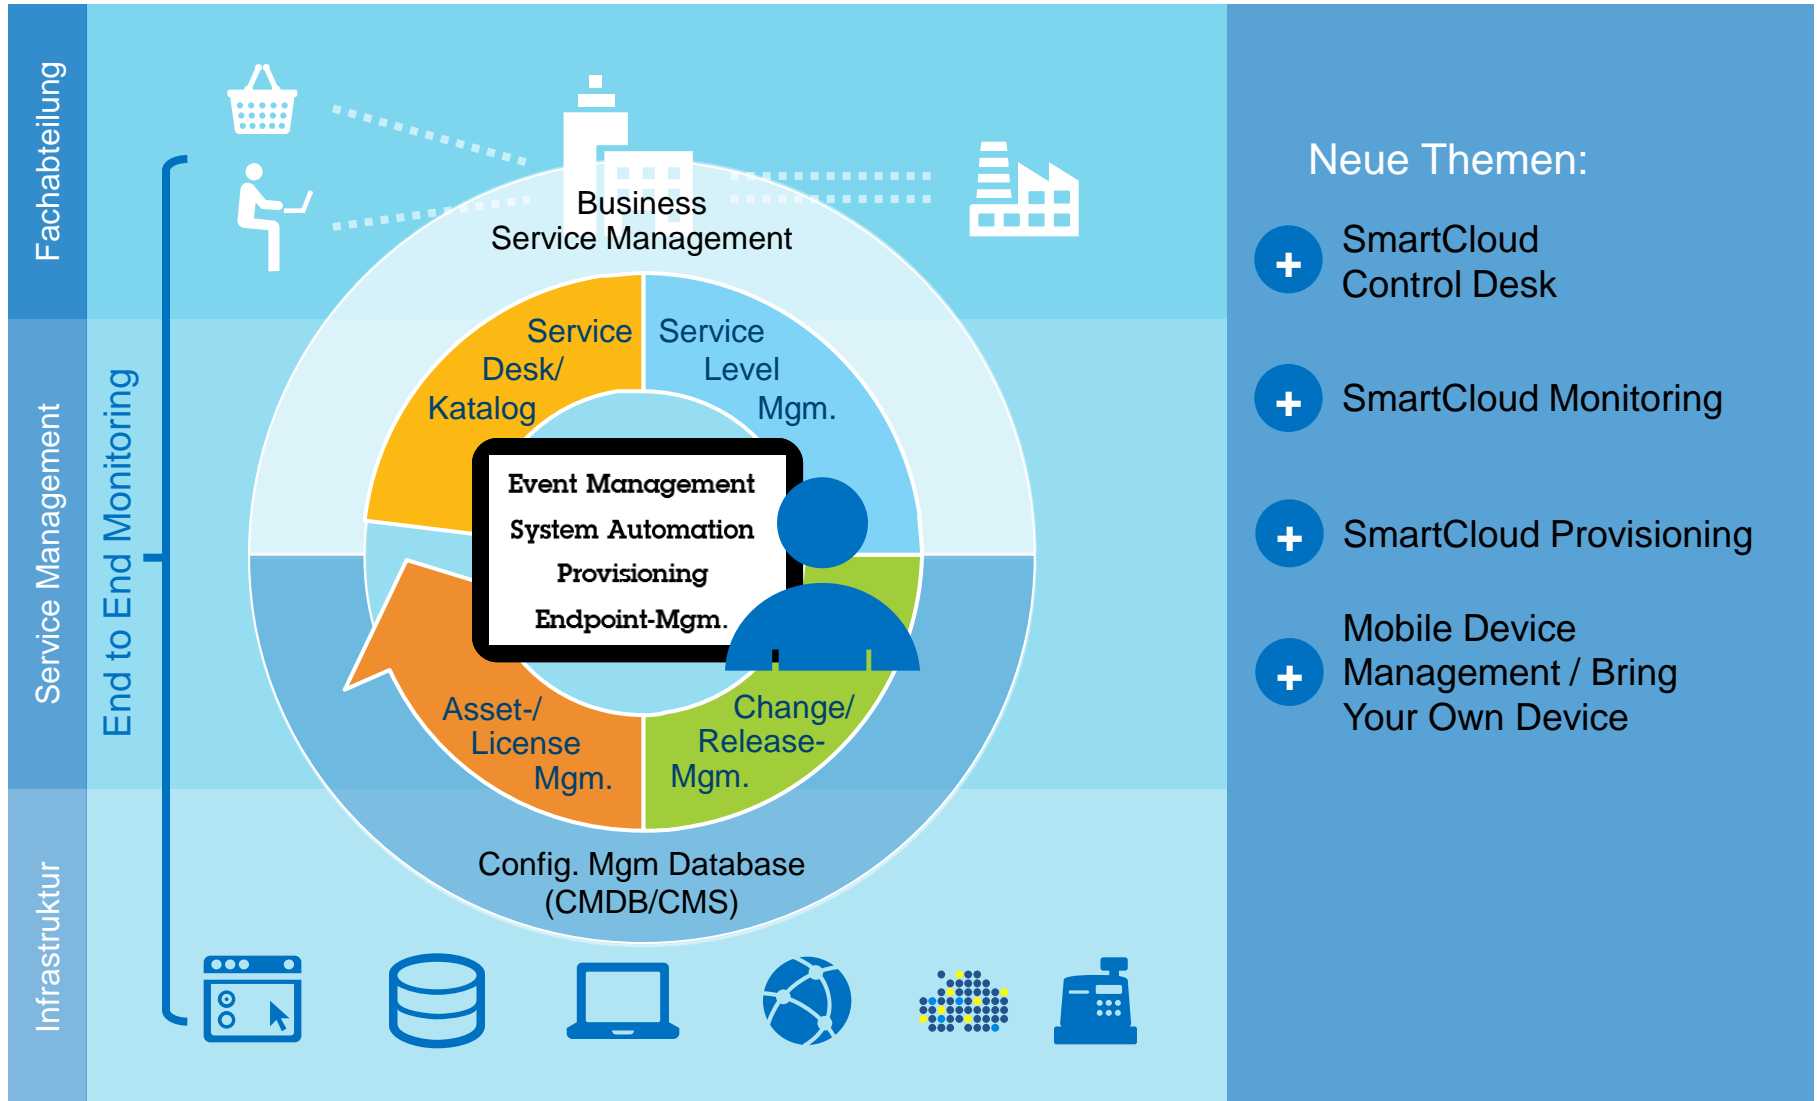 Fachabteilung
Service Management
Infrastruktur
End to End Monitoring
Business
Service Management
Service
Desk/
Katalog
Service
Level
Mgm.
Event Management
System Automation
Provisioning
Endpoint-Mgm.
Asset-/
License
Mgm.
Change/
Release-
Mgm.
Config. Mgm Database
(CMDB/CMS)
Neue Themen:
+ SmartCloud
Control Desk
+ SmartCloud Monitoring
+ SmartCloud Provisioning
+ Mobile Device
Management / Bring
Your Own Device